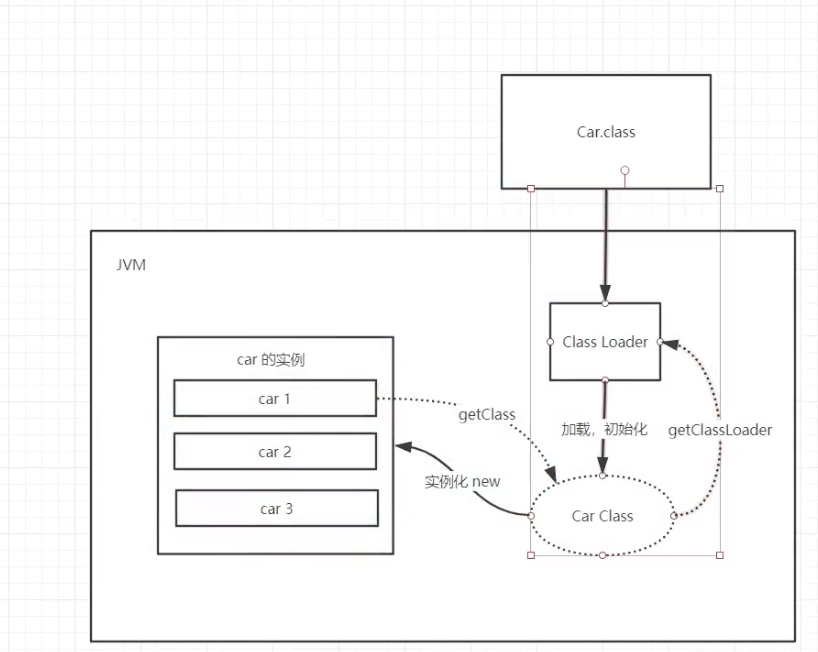 Car.class
JVM
Class Loader
car 的实例
car 1
getClass
加载，初始化
getClassLoader
car 2
实例化 new
car 3
Car Class